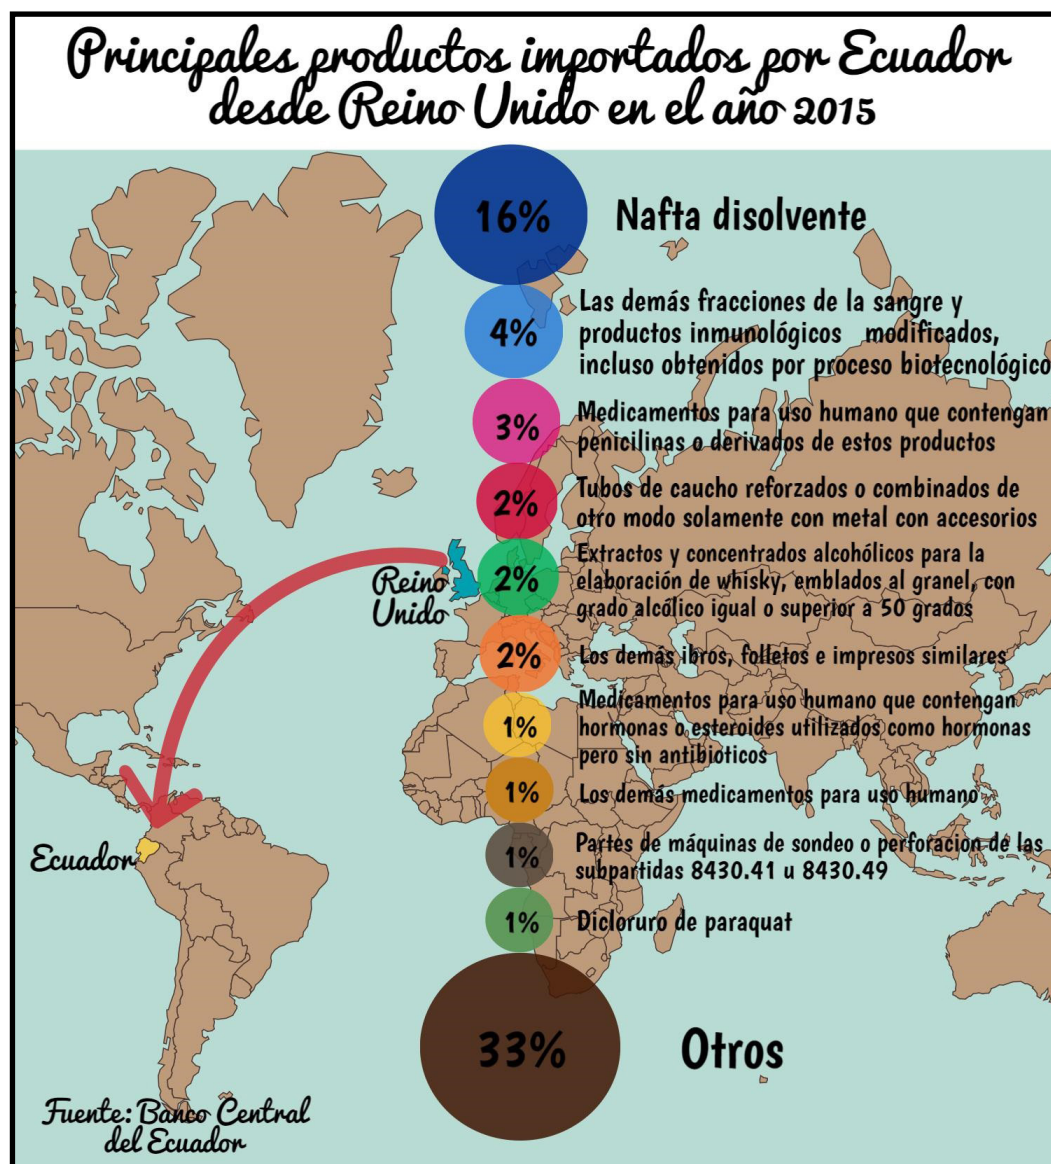 Principales productos importados por Ecuador
desde Reino Unido en el año 2015
16%
Nafta disolvente
4%
Las demás fracciones de la sangre y
productos inmunológicos modificados,
incluso obtenidos por proceso biotecnológico
3%
Medicamentos para uso humano que contengan
penicilinas o derivados de estos productos
2%
Tubos de caucho reforzados o combinados de
otro modo solamente con metal con accesorios
Reino
Unido
2%
Extractos y concentrados alcohólicos para la
elaboración de whisky, emblados al granel, con
grado alcólico igual o superior a 50 grados
2%
Los demás ibros, folletos e impresos similares
1%
Medicamentos para uso humano que contengan
hormonas o esteroides utilizados como hormonas
pero sin antibióticos
1%
Los demás medicamentos para uso humano
Ecuador
1%
Partes de máquinas de sondeo o perforación de las
subpartidas 8430.41 u 8430.49
1%
Dicloruro de paraquat
33%
Otros
Fuente: Banco Central
del Ecuador